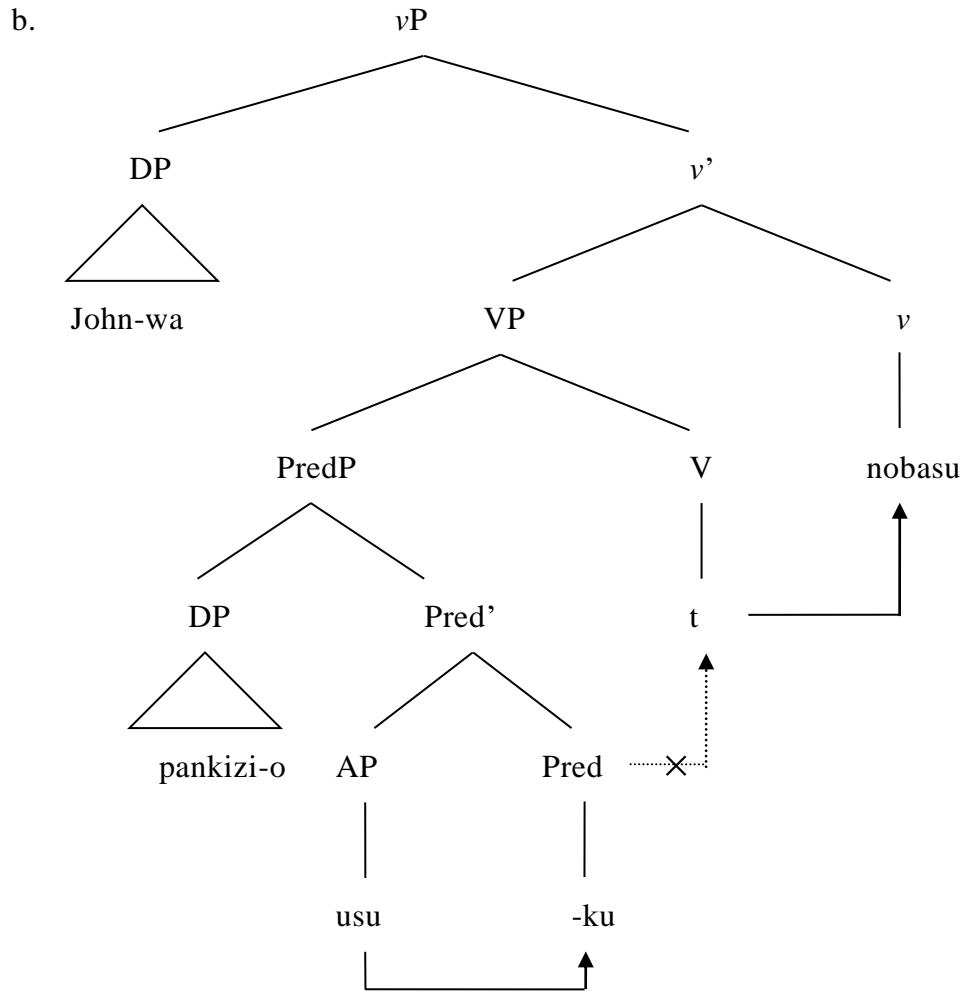 b. vP
DP v’
John-wa VP v
PredP V nobasu
DP Pred’ t
pankizi-o AP Pred
usu -ku